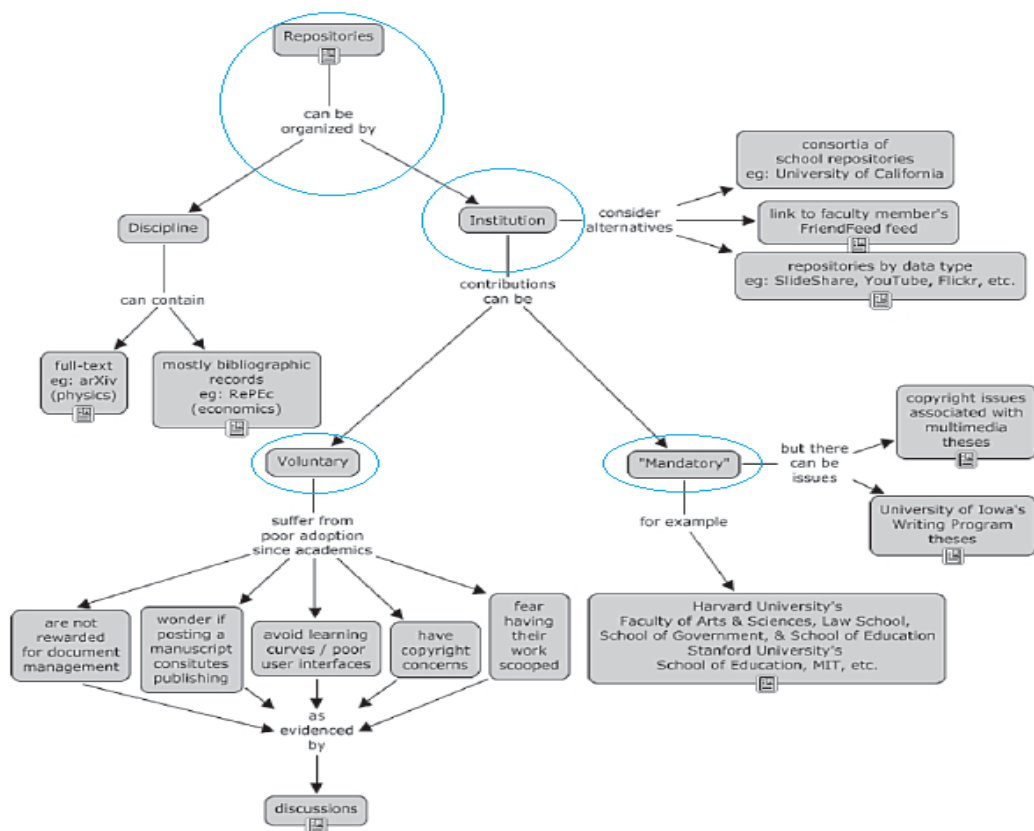 Repositories
can be
organized by
Discipline
can contain
full-text
eg: arXiv
(physics)
mostly bibliographic
records
eg: RePEc
(economics)
Institution
consider
alternatives
consortia of
school repositories
eg: University of California
link to faculty member's
FriendFeed feed
repositories by data type
eg: SlideShare, YouTube, Flickr, etc.
contributions
can be
Voluntary
suffer from
poor adoption
since academics
are not
rewarded
for document
management
wonder if
posting a
manuscript
consitutes
publishing
avoid learning
curves / poor
user interfaces
have
copyright
concerns
fear
having
their
work
scooped
as
evidenced
by
discussions
"Mandatory"
but there
can be
issues
copyright issues
associated with
multimedia
theses
University of Iowa's
Writing Program
theses
for example
Harvard University's
Faculty of Arts & Sciences, Law School,
School of Government, & School of Education
Stanford University's
School of Education, MIT, etc.